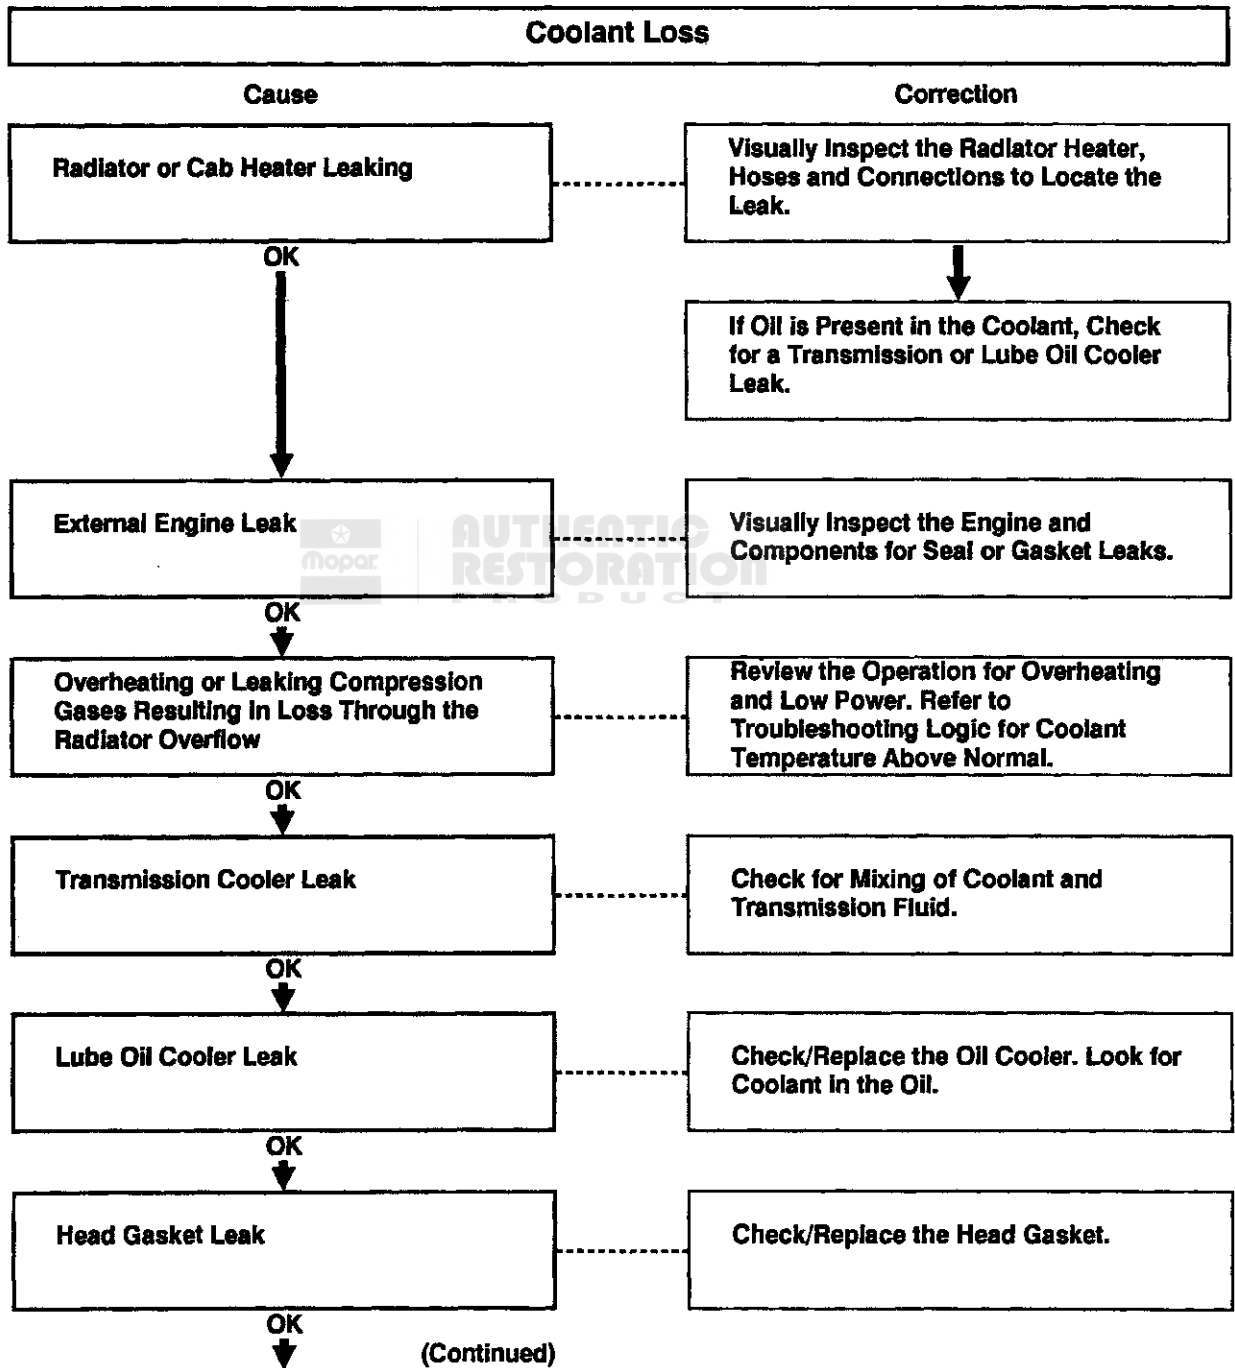 Coolant Loss
Cause
Correction
Radiator or Cab Heater Leaking
Visually Inspect the Radiator Heater,
Hoses and Connections to Locate the
Leak.
OK
If Oil is Present in the Coolant, Check
for a Transmission or Lube Oil Cooler
Leak.
External Engine Leak
Visually Inspect the Engine and
Components for Seal or Gasket Leaks.
Mopar
AUTHENTIC
RESTORATION
PRODUCT
OK
Overheating or Leaking Compression
Gases Resulting in Loss Through the
Radiator Overflow
Review the Operation for Overheating
and Low Power. Refer to
Troubleshooting Logic for Coolant
Temperature Above Normal.
OK
Transmission Cooler Leak
Check for Mixing of Coolant and
Transmission Fluid.
OK
Lube Oil Cooler Leak
Check/Replace the Oil Cooler. Look for
Coolant in the Oil.
OK
Head Gasket Leak
Check/Replace the Head Gasket.
OK
(Continued)